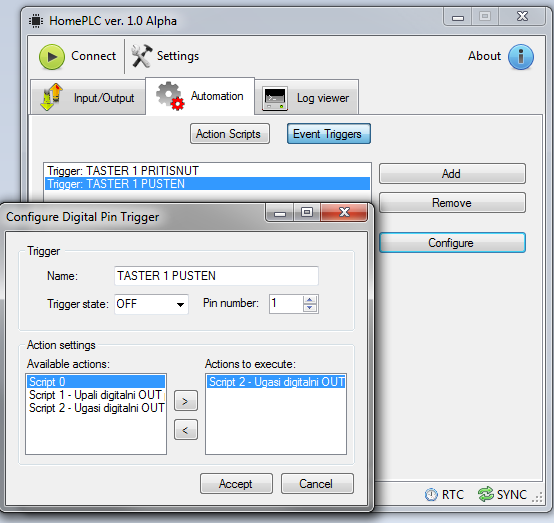 HomePLC ver. 1.0 Alpha
Connect
Settings
About
Input/Output
Automation
Log viewer
Action Scripts
Event Triggers
Trigger: TASTER 1 PRITISNUT
Trigger: TASTER 1 PUSTEN
Add
Remove
Configure
Configure Digital Pin Trigger
Trigger
Name: TASTER 1 PUSTEN
Trigger state: OFF Pin number: 1
Action settings
Available actions: Actions to execute:
Script 0
Script 1 - Upali digitalni OUT
Script 2 - Ugasi digitalni OUT
Script 2 - Ugasi digitalni OUT
>
<
Accept
Cancel
RTC
SYNC